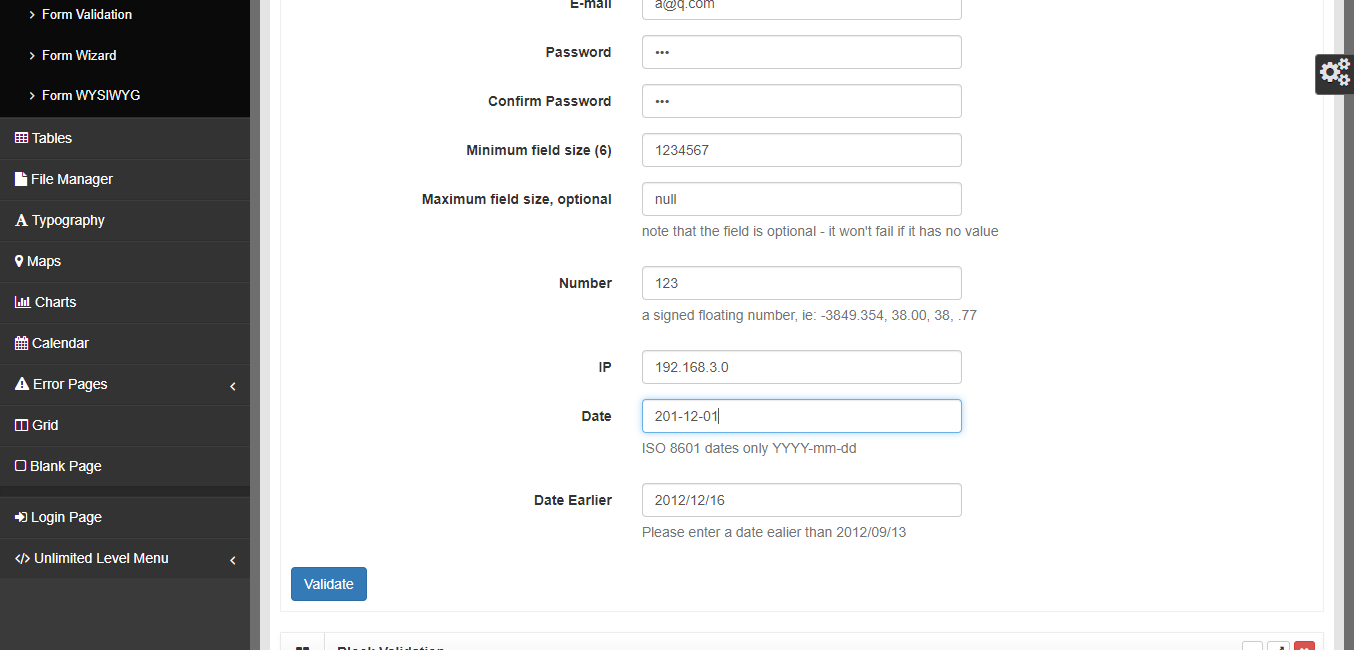 Form Validation
Form Wizard
Form WYSIWYG
Tables
File Manager
Typography
Maps
Charts
Calendar
Error Pages
Grid
Blank Page
Login Page
Unlimited Level Menu
E-mail a@q.com
Password •••
Confirm Password •••
Minimum field size (6) 1234567
Maximum field size, optional null
note that the field is optional - it won't fail if it has no value
Number 123
a signed floating number, ie: -3849.354, 38.00, 38, .77
IP 192.168.3.0
Date 201-12-01
ISO 8601 dates only YYYY-mm-dd
Date Earlier 2012/12/16
Please enter a date ealier than 2012/09/13
Validate
Block Validation